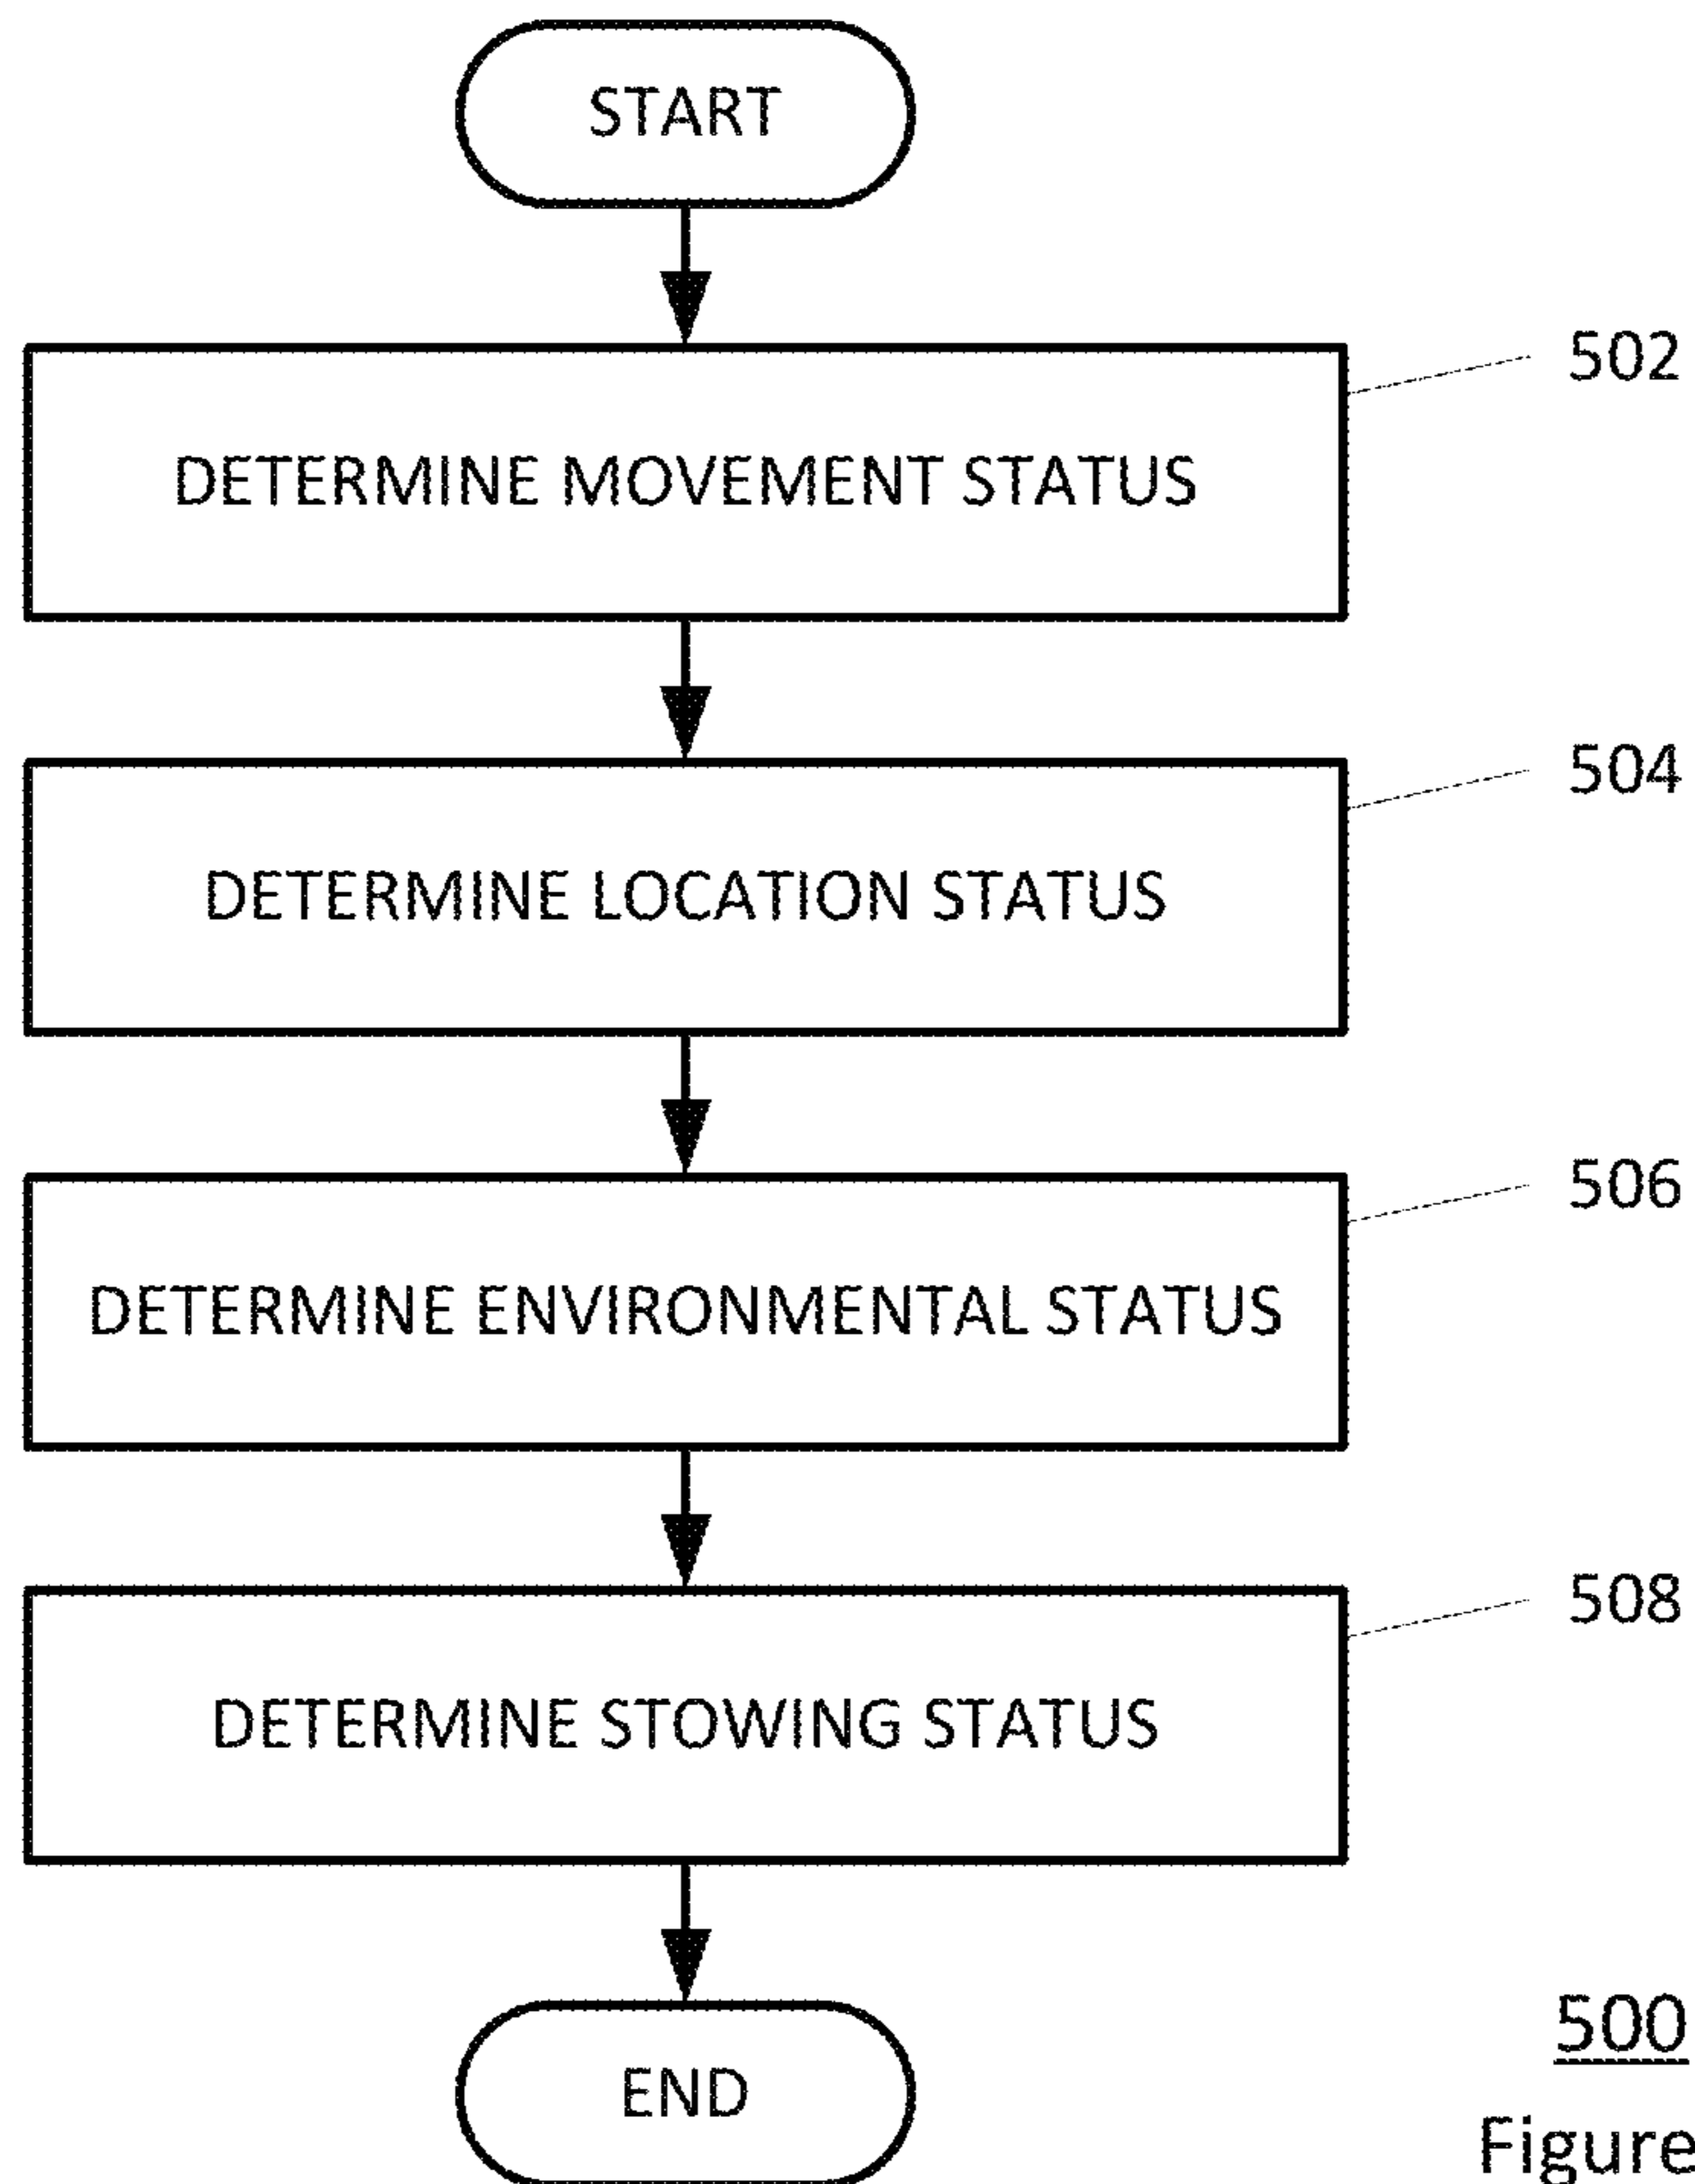 START
502
DETERMINE MOVEMENT STATUS
504
DETERMINE LOCATION STATUS
506
DETERMINE ENVIRONMENTAL STATUS
508
DETERMINE STOWING STATUS
END
500
Figure